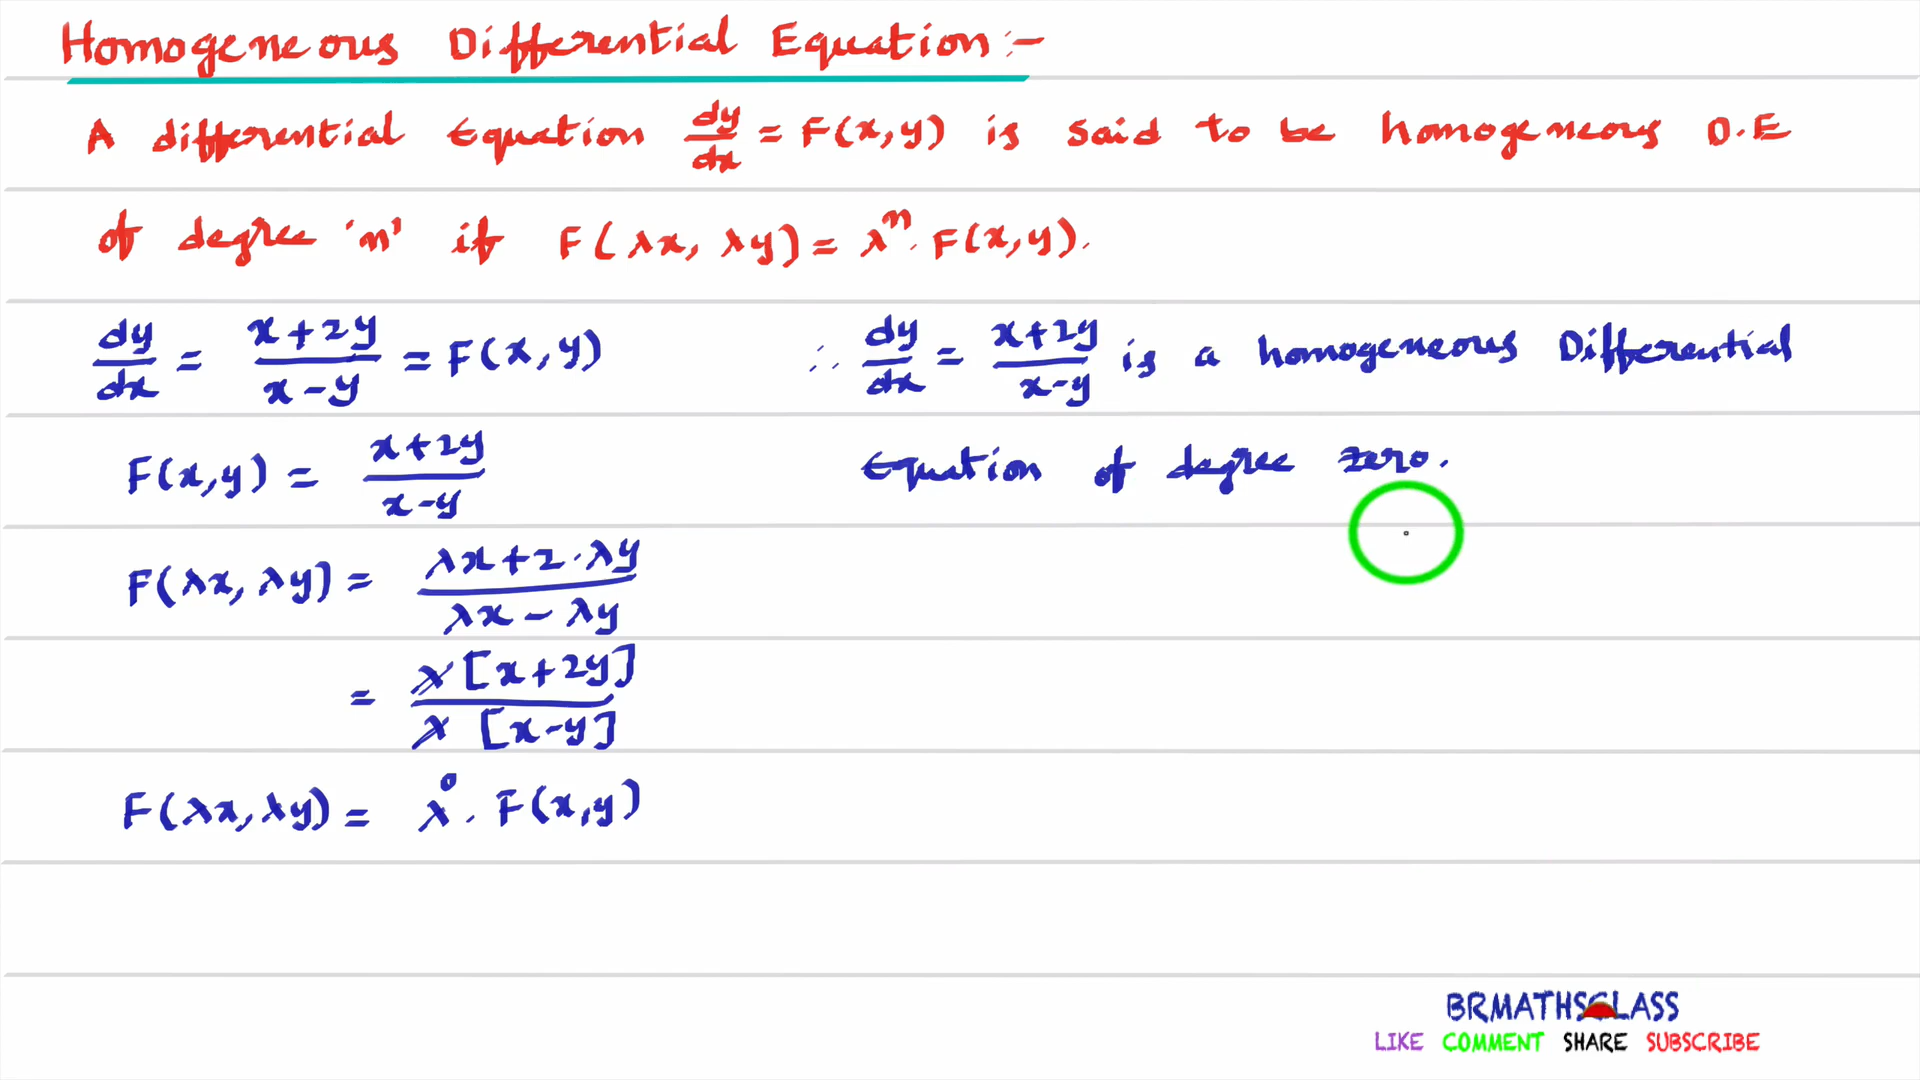 Homogeneous Differential Equation :-
A differential Equation dy/dx = F(x,y) is said to be homogeneous D.E
of degree 'n' if F(λx, λy) = λⁿ. F(x,y).
dy/dx = x+2y/x-y = F(x,y)
F(x,y) = x+2y/x-y
F(λx, λy) = λx+2.λy/λx-λy
= λ[x+2y]/λ[x-y]
F(λx, λy) = λ⁰. F(x,y)
∴ dy/dx = x+2y/x-y is a homogeneous Differential
Equation of degree zero.
BRMATHSCLASS
LIKE COMMENT SHARE SUBSCRIBE